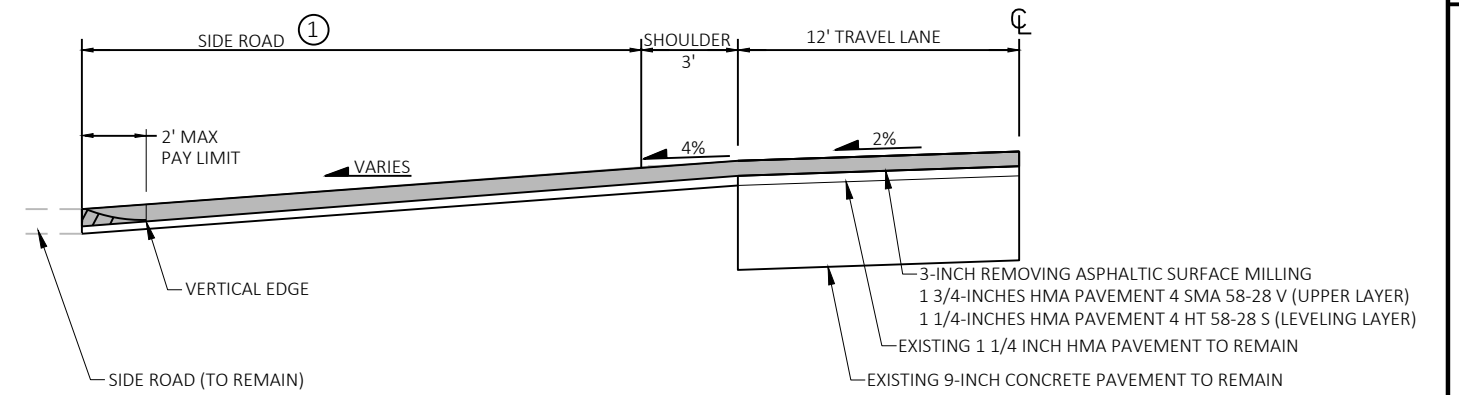 SIDE ROAD 1
SHOULDER
3'
12' TRAVEL LANE
℄
2' MAX
PAY LIMIT
VARIES
4%
2%
VERTICAL EDGE
SIDE ROAD (TO REMAIN)
3-INCH REMOVING ASPHALTIC SURFACE MILLING
1 3/4-INCHES HMA PAVEMENT 4 SMA 58-28 V (UPPER LAYER)
1 1/4-INCHES HMA PAVEMENT 4 HT 58-28 S (LEVELING LAYER)
EXISTING 1 1/4 INCH HMA PAVEMENT TO REMAIN
EXISTING 9-INCH CONCRETE PAVEMENT TO REMAIN